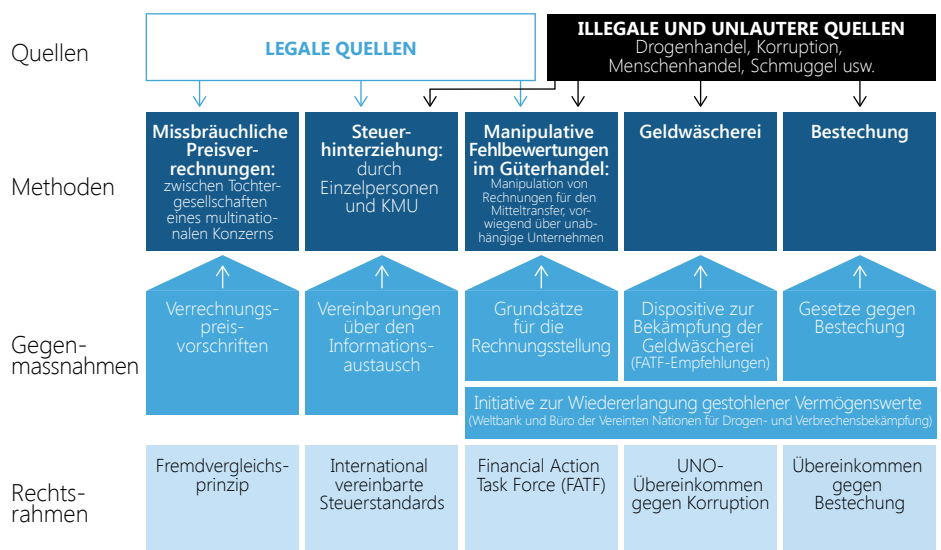 Quellen
LEGALE QUELLEN
ILLEGALE UND UNLAUTERE QUELLEN
Drogenhandel, Korruption,
Menschenhandel, Schmuggel usw.
Methoden
Missbräuchliche
Preisver-
rechnungen:
zwischen Tochter-
gesellschaften
eines multinatio-
nalen Konzerns
Steuer-
hinterziehung:
durch
Einzelpersonen
und KMU
Manipulative
Fehlbewertungen
im Güterhandel:
Manipulation von
Rechnungen für den
Mitteltransfer, vor-
wiegend über unab-
hängige Unternehmen
Geldwäscherei
Bestechung
Gegen-
massnahmen
Verrechnungs-
preis-
vorschriften
Vereinbarungen
über den
Informations-
austausch
Grundsätze
für die
Rechnungsstellung
Dispositive zur
Bekämpfung der
Geldwäscherei
(FATF-Empfehlungen)
Gesetze gegen
Bestechung
Initiative zur Wiedererlangung gestohlener Vermögenswerte
(Weltbank und Büro der Vereinten Nationen für Drogen- und Verbrechensbekämpfung)
Rechts-
rahmen
Fremdvergleichs-
prinzip
International
vereinbarte
Steuerstandards
Financial Action
Task Force (FATF)
UNO-
Übereinkommen
gegen Korruption
Übereinkommen
gegen
Bestechung